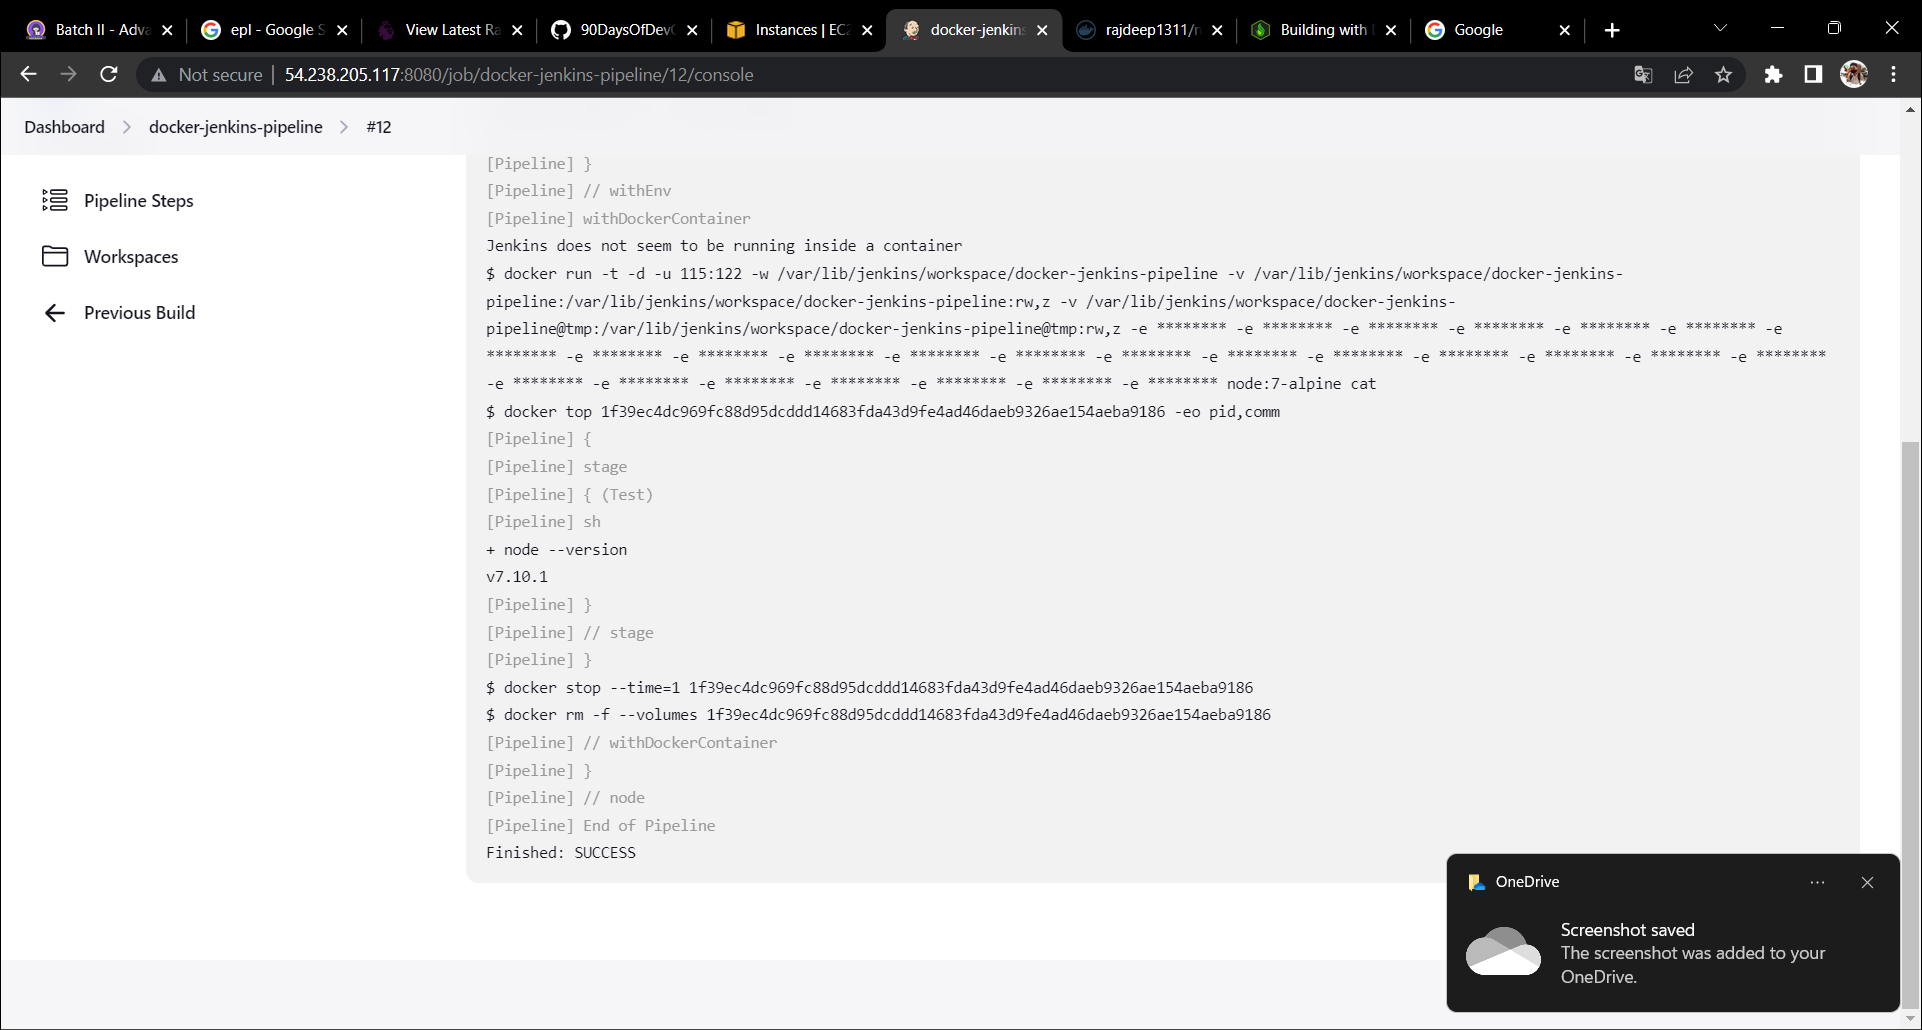 Batch II - Adva
epl - Google S
View Latest Ra
90DaysOfDevO
Instances | EC2
docker-jenkins
rajdeep1311/n
Building with
Google
Not secure
54.238.205.117:8080/job/docker-jenkins-pipeline/12/console
Dashboard
docker-jenkins-pipeline
#12
Pipeline Steps
Workspaces
Previous Build
[Pipeline] }
[Pipeline] // withEnv
[Pipeline] withDockerContainer
Jenkins does not seem to be running inside a container
$ docker run -t -d -u 115:122 -w /var/lib/jenkins/workspace/docker-jenkins-pipeline -v /var/lib/jenkins/workspace/docker-jenkins-
pipeline:/var/lib/jenkins/workspace/docker-jenkins-pipeline:rw,z -v /var/lib/jenkins/workspace/docker-jenkins-
pipeline@tmp:/var/lib/jenkins/workspace/docker-jenkins-pipeline@tmp:rw,z -e ******** -e ******** -e ******** -e ******** -e ******** -e ******** -e
******** -e ******** -e ******** -e ******** -e ******** -e ******** -e ******** -e ******** -e ******** -e ******** -e ******** -e ******** -e ********
-e ******** -e ******** -e ******** -e ******** -e ******** -e ******** -e ******** node:7-alpine cat
$ docker top 1f39ec4dc969fc88d95dcddd14683fda43d9fe4ad46daeb9326ae154aeba9186 -eo pid,comm
[Pipeline] {
[Pipeline] stage
[Pipeline] { (Test)
[Pipeline] sh
+ node --version
v7.10.1
[Pipeline] }
[Pipeline] // stage
[Pipeline] }
$ docker stop --time=1 1f39ec4dc969fc88d95dcddd14683fda43d9fe4ad46daeb9326ae154aeba9186
$ docker rm -f --volumes 1f39ec4dc969fc88d95dcddd14683fda43d9fe4ad46daeb9326ae154aeba9186
[Pipeline] // withDockerContainer
[Pipeline] }
[Pipeline] // node
[Pipeline] End of Pipeline
Finished: SUCCESS
OneDrive
Screenshot saved
The screenshot was added to your
OneDrive.